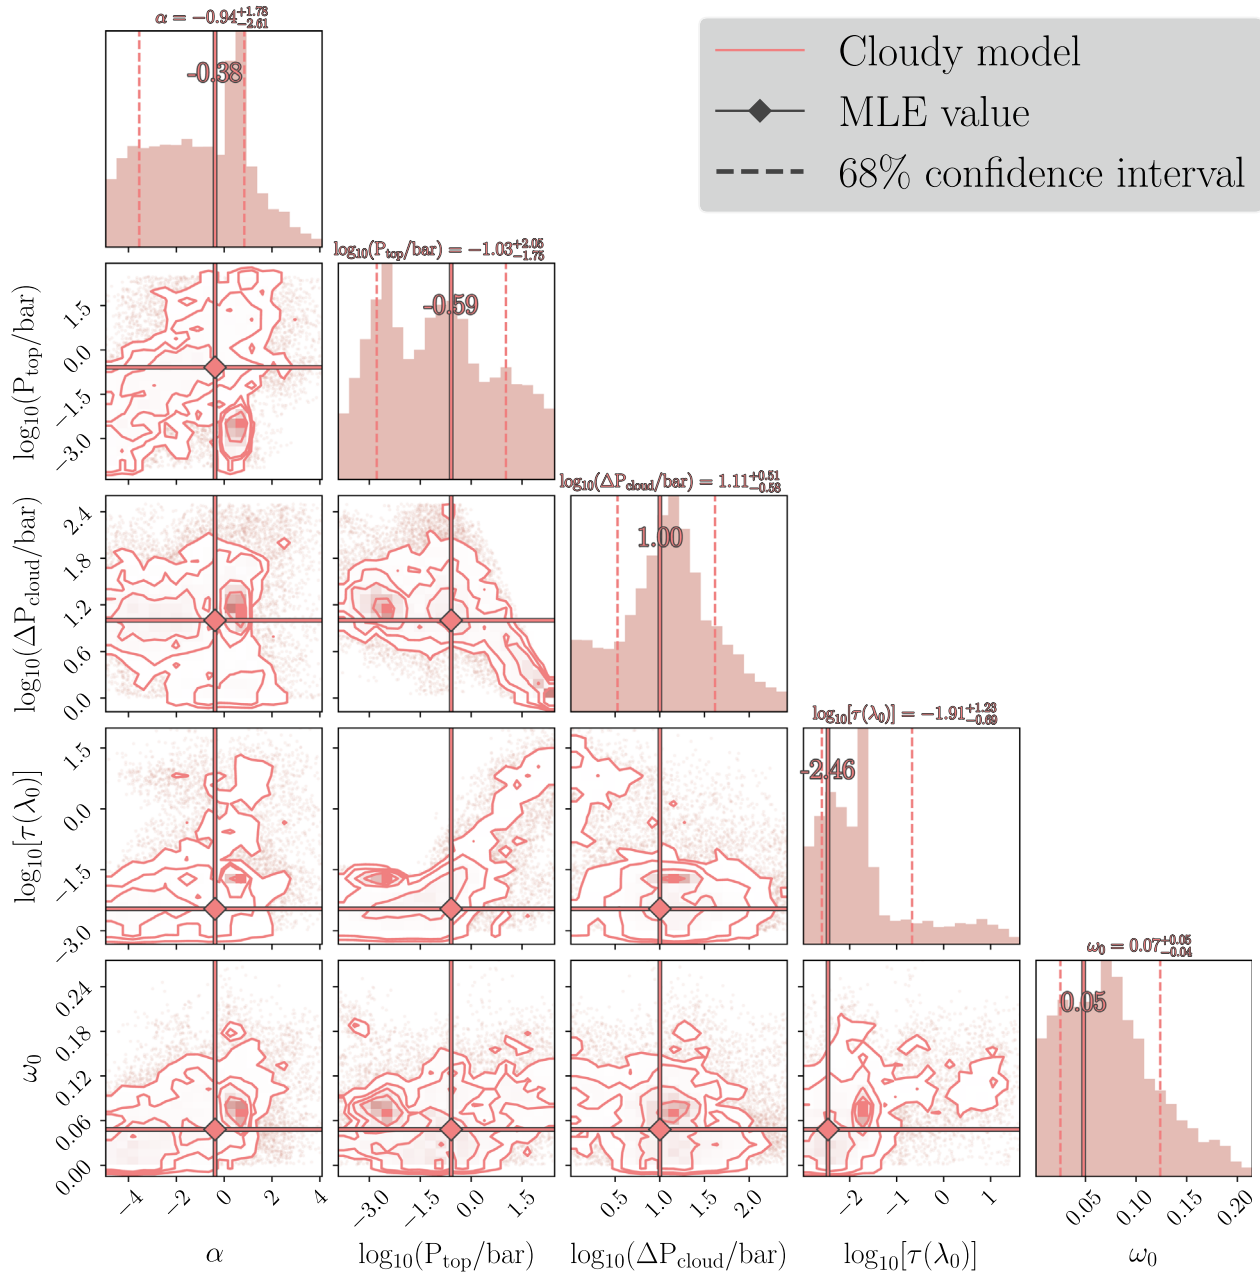 α = −0.94+1.78−2.61
-0.38
Cloudy model
MLE value
68% confidence interval
log10(Ptop/bar) = −1.03+2.05−1.75
-0.59
log10(Ptop/bar)
1.5
0.0
−1.5
−3.0
log10(ΔPcloud/bar) = 1.11+0.51−0.58
1.00
log10(ΔPcloud/bar)
2.4
1.8
1.2
0.6
0.0
log10[τ(λ0)] = −1.91+1.23−0.69
-2.46
log10[τ(λ0)]
1.5
0.0
−1.5
−3.0
ω0 = 0.07+0.05−0.04
0.05
ω0
0.24
0.18
0.12
0.06
0.00
−4 −2 0 2 4
−3.0 −1.5 0.0 1.5
0.5 1.0 1.5 2.0
−2 −1 0 1
0.05 0.10 0.15 0.20
α
log10(Ptop/bar)
log10(ΔPcloud/bar)
log10[τ(λ0)]
ω0